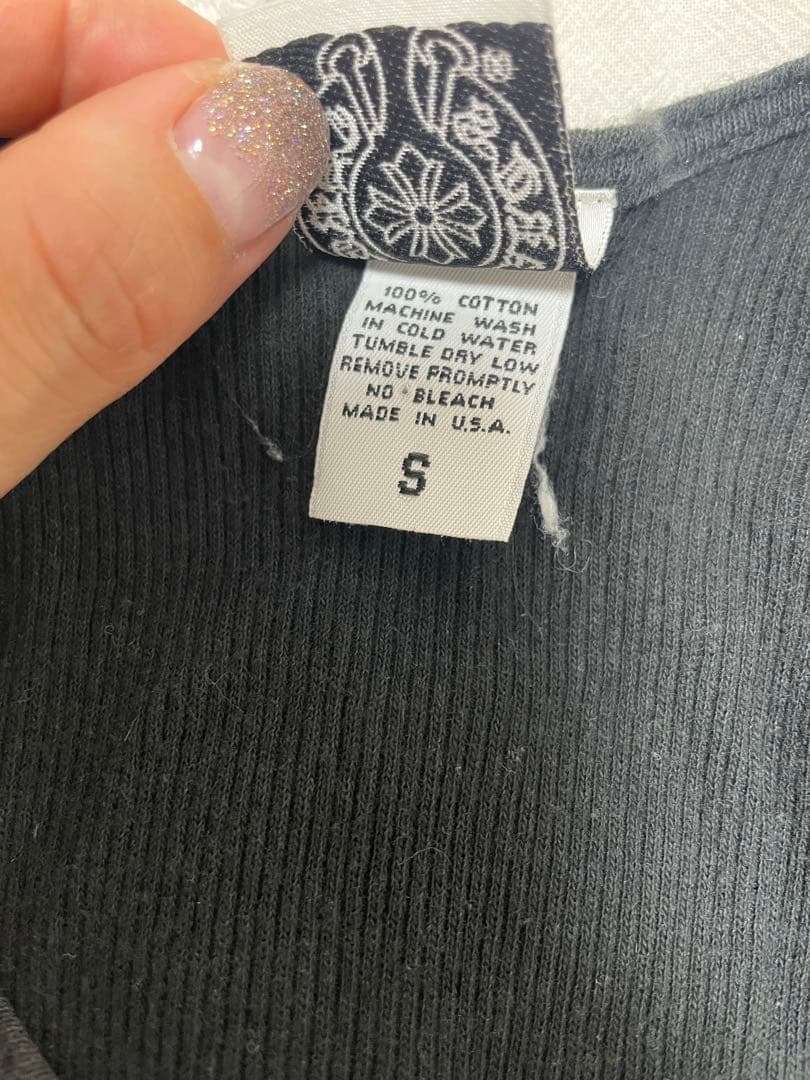 ®
100% COTTON
MACHINE WASH
IN COLD WATER
TUMBLE DRY LOW
REMOVE PROMPTLY
NO BLEACH
MADE IN U.S.A.
S